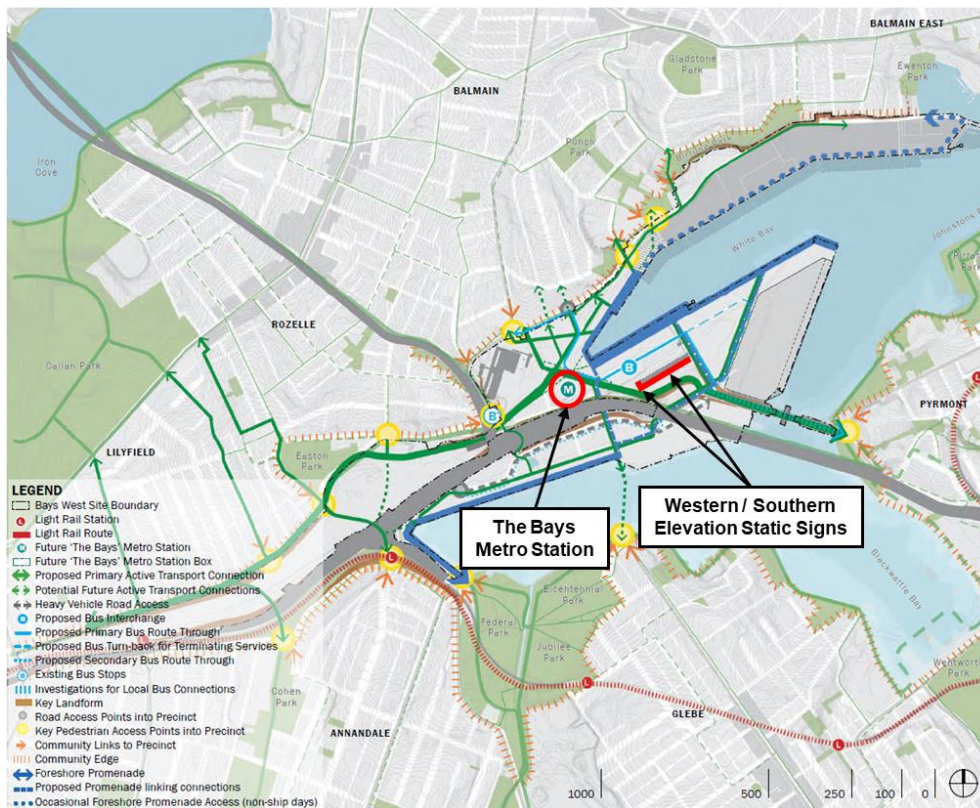 BALMAIN EAST
Gladstone
Park
Ewenton
Park
BALMAIN
Punch
Park
Iron
Cove
White Bay
Johnstons
ROZELLE
Callan Park
B
M
PYRMONT
L
B
LILYFIELD
Easton
Park
LEGEND
Bays West Site Boundary
L Light Rail Station
Light Rail Route
M Future 'The Bays' Metro Station
Future 'The Bays' Metro Station Box
Proposed Primary Active Transport Connection
Potential Future Active Transport Connections
Heavy Vehicle Road Access
B Proposed Bus Interchange
Proposed Primary Bus Route Through
Proposed Bus Turn-back for Terminating Services
Proposed Secondary Bus Route Through
B Existing Bus Stops
Investigations for Local Bus Connections
Key Landform
Road Access Points into Precinct
Key Pedestrian Access Points into Precinct
Community Links to Precinct
Community Edge
Foreshore Promenade
Proposed Promenade linking connections
Occasional Foreshore Promenade Access (non-ship days)
The Bays
Metro Station
Western / Southern
Elevation Static Signs
L
L
Bicentennial
Park
Federal
Park
Jubilee
Park
Blackwattle Bay
Wentworth
Park
Cohen
Park
L
GLEBE
ANNANDALE
L
1000 500 250 100 0